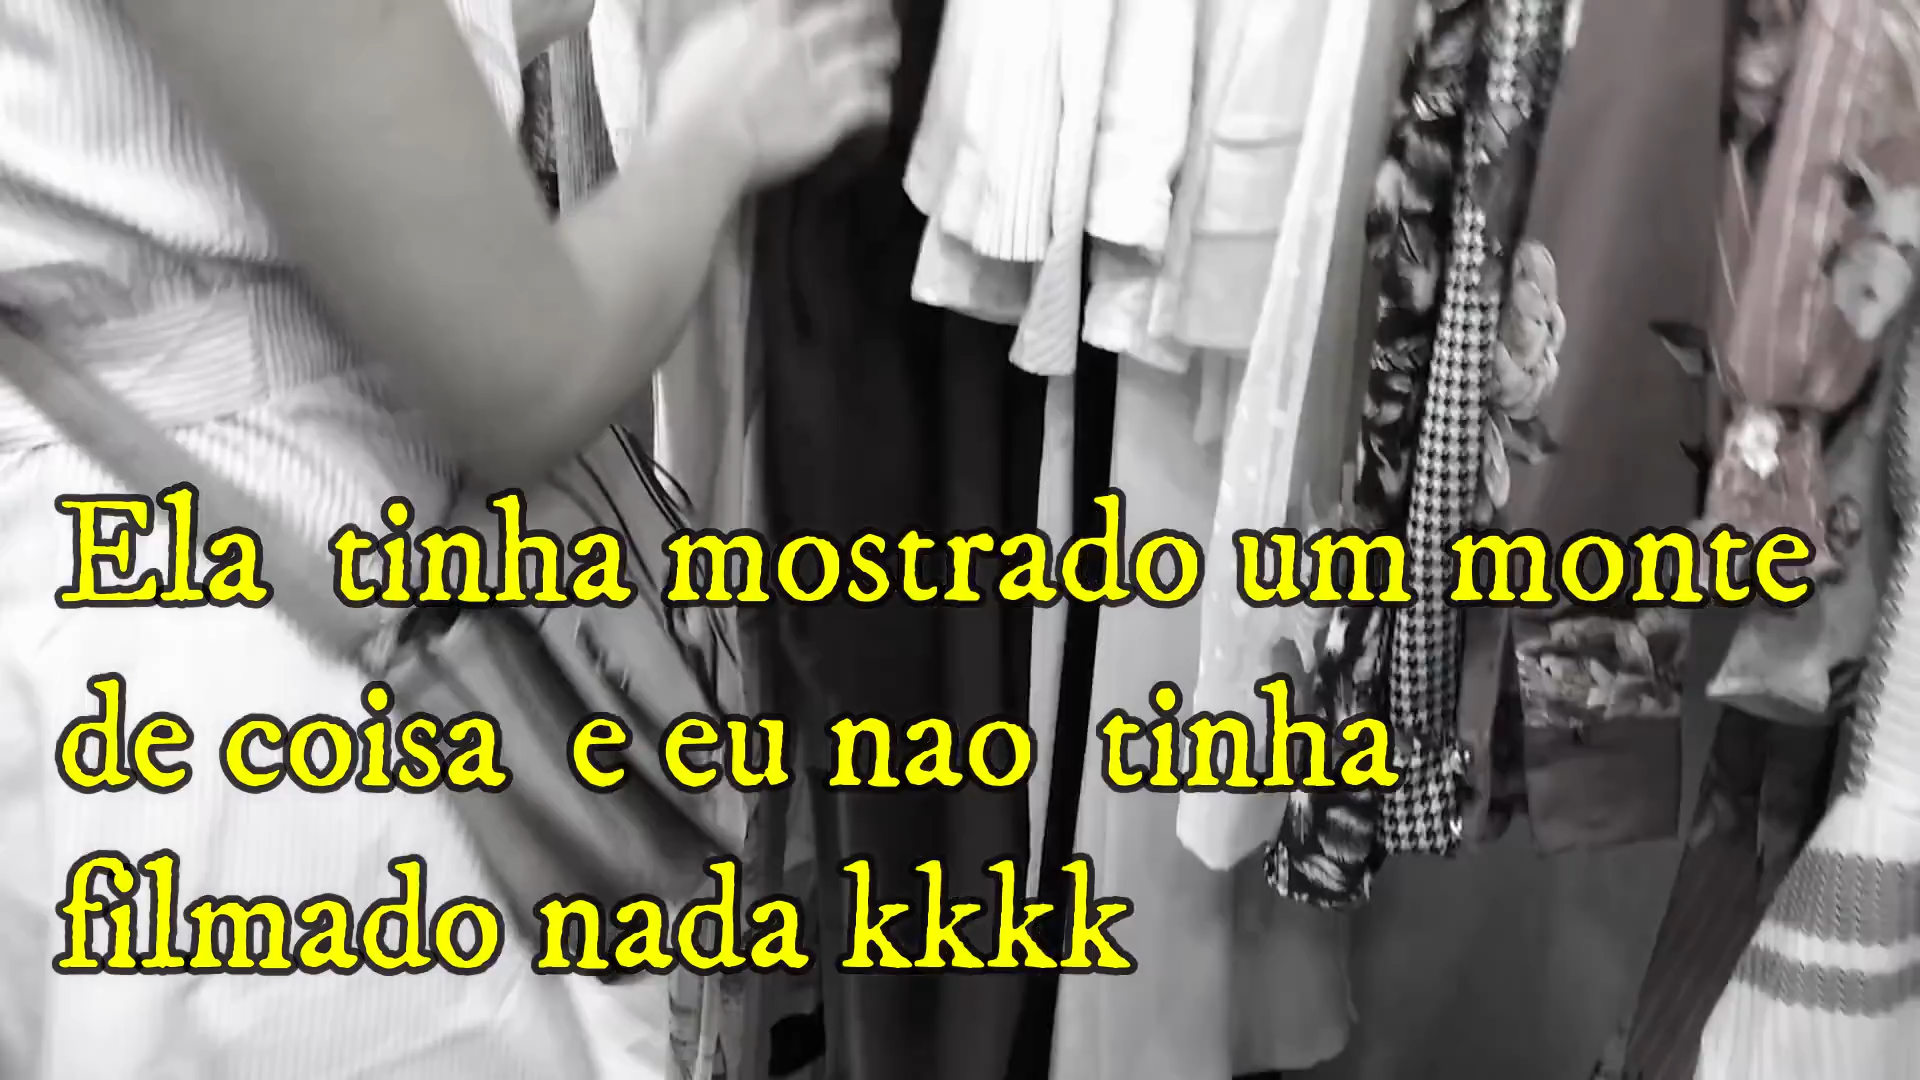 Ela tinha mostrado um monte
de coisa e eu nao tinha
filmado nada kkkk